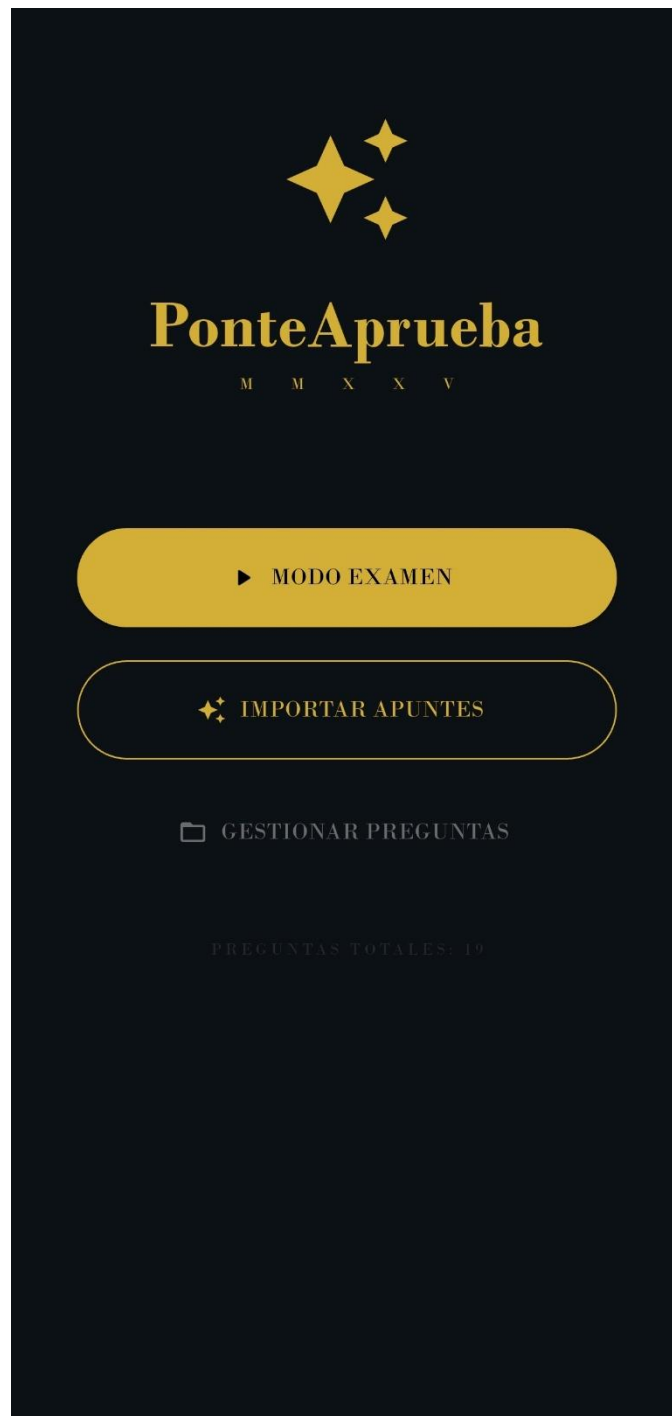 PonteAprueba
M M X X V
MODO EXAMEN
IMPORTAR APUNTES
GESTIONAR PREGUNTAS
PREGUNTAS TOTALES: 19